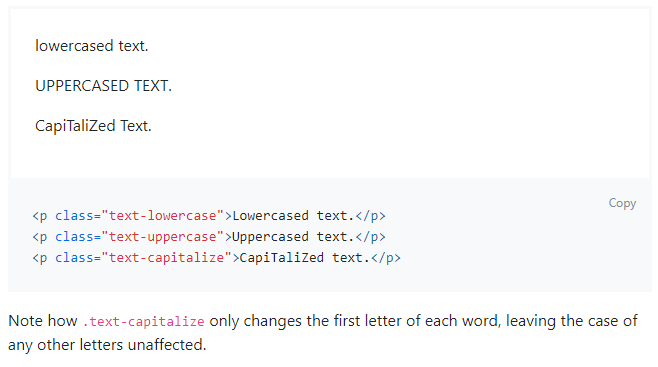 lowercased text.
UPPERCASED TEXT.
CapiTaliZed Text.
Copy
<p class="text-lowercase">Lowercased text.</p>
<p class="text-uppercase">Uppercased text.</p>
<p class="text-capitalize">CapiTaliZed text.</p>
Note how .text-capitalize only changes the first letter of each word, leaving the case of
any other letters unaffected.